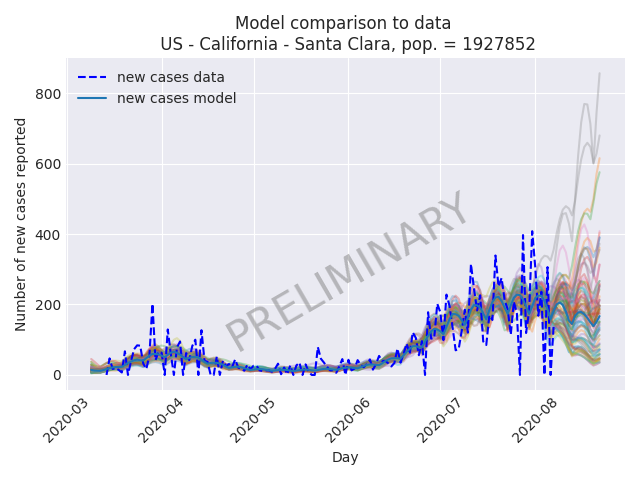 Model comparison to data
US - California - Santa Clara, pop. = 1927852
new cases data
new cases model
Number of new cases reported
800
600
400
200
0
PRELIMINARY
2020-03
2020-04
2020-05
2020-06
2020-07
2020-08
Day